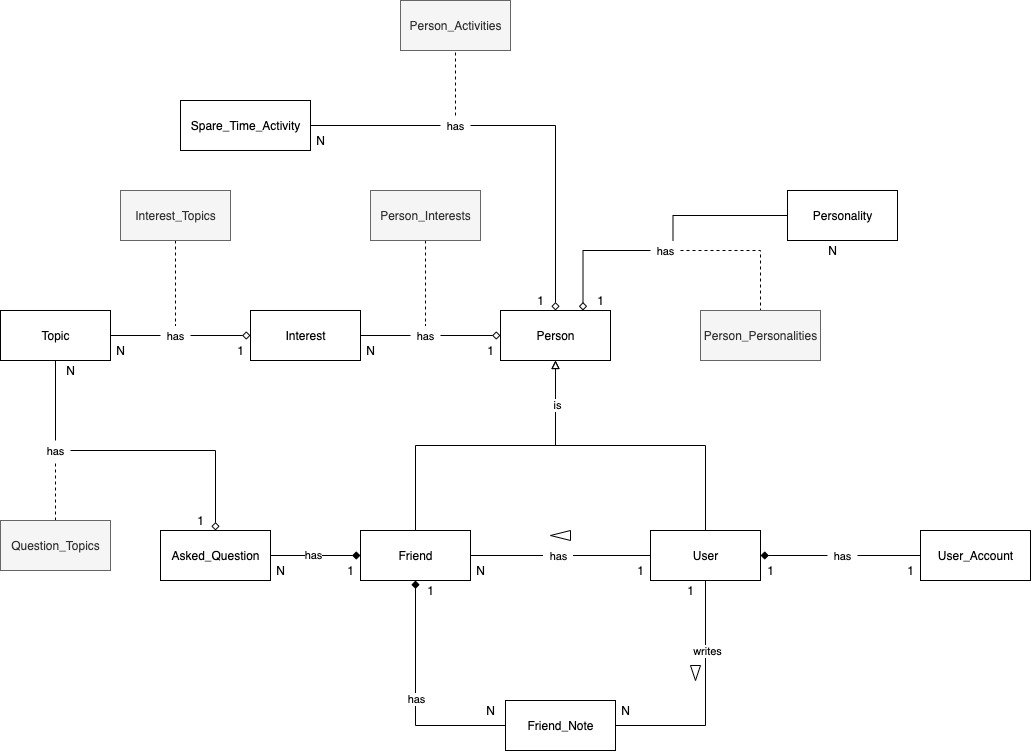 Person_Activities
Spare_Time_Activity
has
N
Interest_Topics
Person_Interests
Personality
has
N
1
1
Topic
has
Interest
has
Person
Person_Personalities
N
1
N
1
N
is
has
1
Question_Topics
Asked_Question
has
Friend
has
User
has
User_Account
N
1
N
1
1
1
1
1
writes
has
N
N
Friend_Note